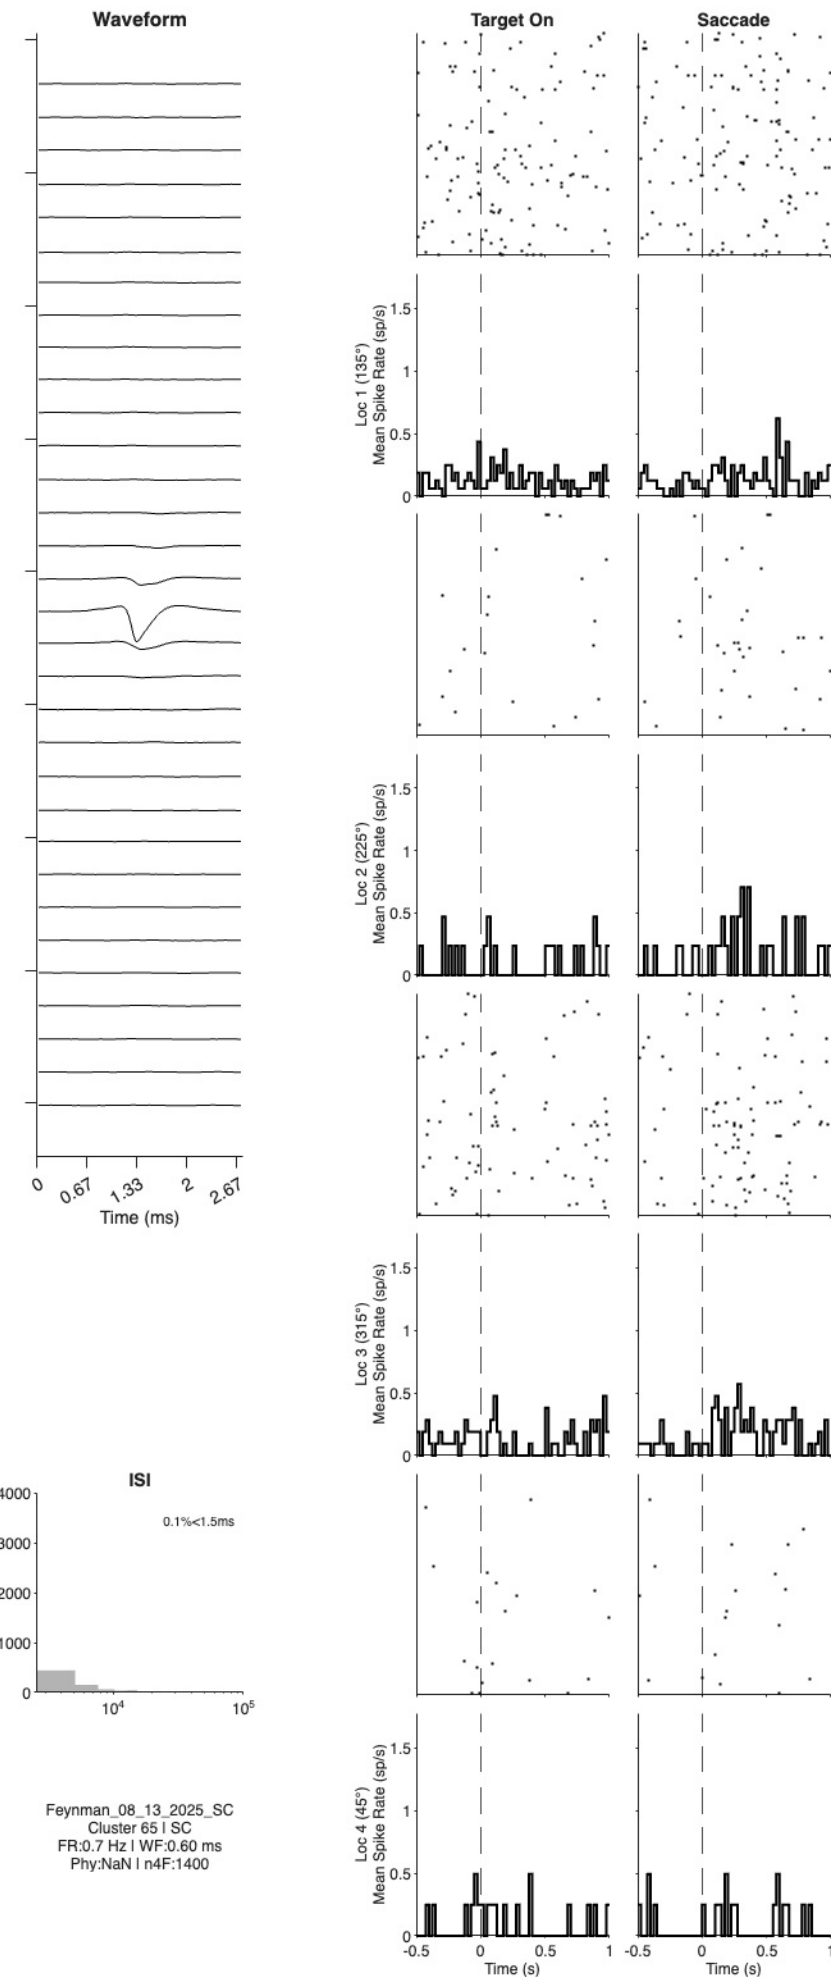 Waveform
Target On
Saccade
1.5
1
0.5
0
Loc 1 (135°)
Mean Spike Rate (sp/s)
1.5
1
0.5
0
Loc 2 (225°)
Mean Spike Rate (sp/s)
0
0.67
1.33
2
2.67
Time (ms)
1.5
1
0.5
0
Loc 3 (315°)
Mean Spike Rate (sp/s)
ISI
0.1%<1.5ms
4000
3000
2000
1000
0
10^4
10^5
Feynman_08_13_2025_SC
Cluster 65 | SC
FR:0.7 Hz | WF:0.60 ms
Phy:NaN | n4F:1400
1.5
1
0.5
0
Loc 4 (45°)
Mean Spike Rate (sp/s)
-0.5 0 0.5 1
Time (s)
-0.5 0 0.5 1
Time (s)